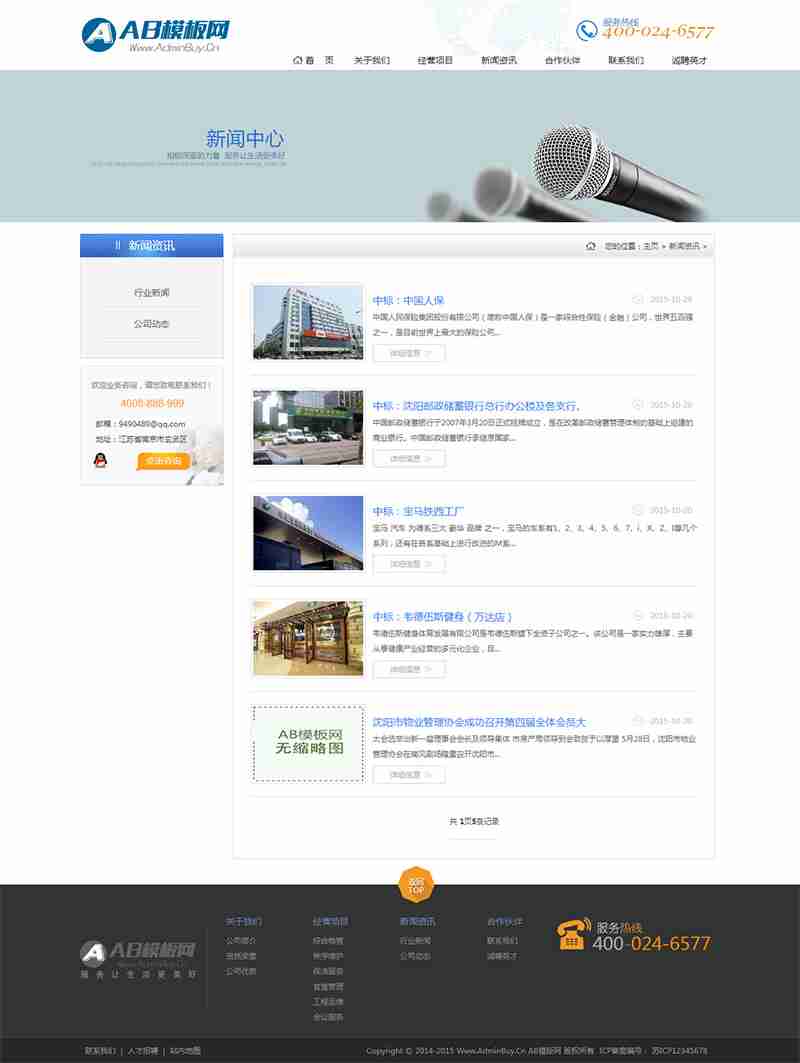 AB模板网
Www.AdminBuy.Cn
服务热线
400-024-6577
首 页 关于我们 经营项目 新闻资讯 合作伙伴 联系我们 诚聘英才
新闻中心
服务让生活更美好
新闻资讯
您的位置：主页 > 新闻资讯 >
行业新闻
公司动态
欢迎业务咨询，请您致电联系我们！
4008-888-999
邮箱：9490489@qq.com
地址：江苏省南京市玄武区
点击咨询
中标：中国人保
2015-10-28
中国人民保险集团股份有限公司（简称中国人保）是一家综合性保险（金融）公司，世界五百强
之一，是目前世界上最大的保险公司...
详细信息 >
中标：沈阳邮政储蓄银行总行办公楼及各支行。
2015-10-28
中国邮政储蓄银行于2007年3月20日正式挂牌成立，是在改革邮政储蓄管理体制的基础上组建的
商业银行。中国邮政储蓄银行承继原国家...
详细信息 >
中标：宝马铁西工厂
2015-10-28
宝马 汽车 为德系三大 豪华 品牌 之一，宝马的车系有1、2、3、4、5、6、7、i、X、Z、I等几个
系列，还有在各系基础上进行改进的M系...
详细信息 >
中标：韦德伍斯健身（万达店）
2015-10-28
韦德伍斯健身体育发展有限公司是韦德伍斯旗下全资子公司之一。该公司是一家实力雄厚，主要
从事健康产业经营的多元化企业，目...
详细信息 >
AB模板网
无缩略图
沈阳市物业管理协会成功召开第四届全体会员大
2015-10-28
大会选举出新一届理事会会长及领导集体 市房产局领导到会致贺于以厚望 5月28日，沈阳市物业
管理协会在南风剧场隆重召开沈阳市...
详细信息 >
共 1页5条记录
返回
TOP
AB模板网
Www.AdminBuy.Cn
服 务 让 生 活 更 美 好
关于我们 经营项目 新闻资讯 合作伙伴
公司简介 综合物管 行业新闻 联系我们
资质荣誉 秩序维护 公司动态 诚聘英才
保洁服务
工程运维
会议服务
服务热线
400-024-6577
联系我们 | 人才招聘 | 站内地图
Copyright © 2014-2015 Www.AdminBuy.Cn AB模板网 版权所有 ICP备案编号： 苏ICP12345678